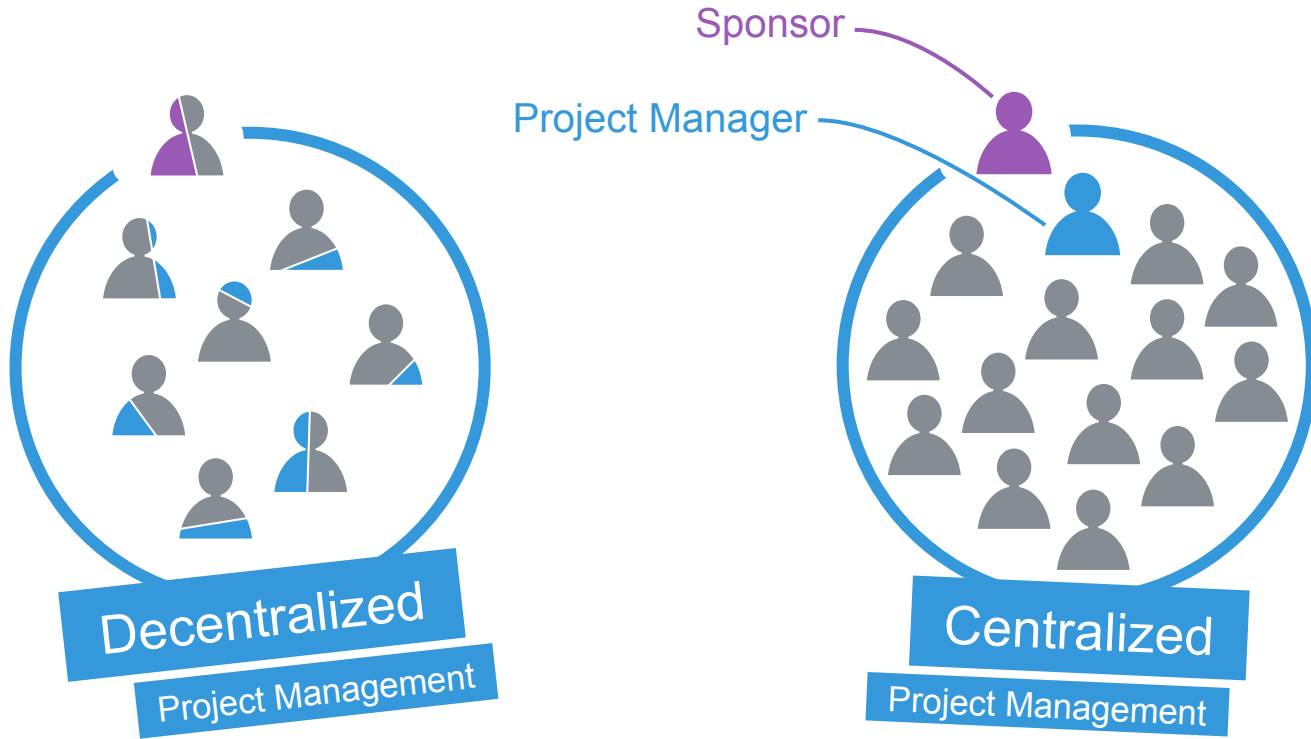 Sponsor
Project Manager
Decentralized
Project Management
Centralized
Project Management